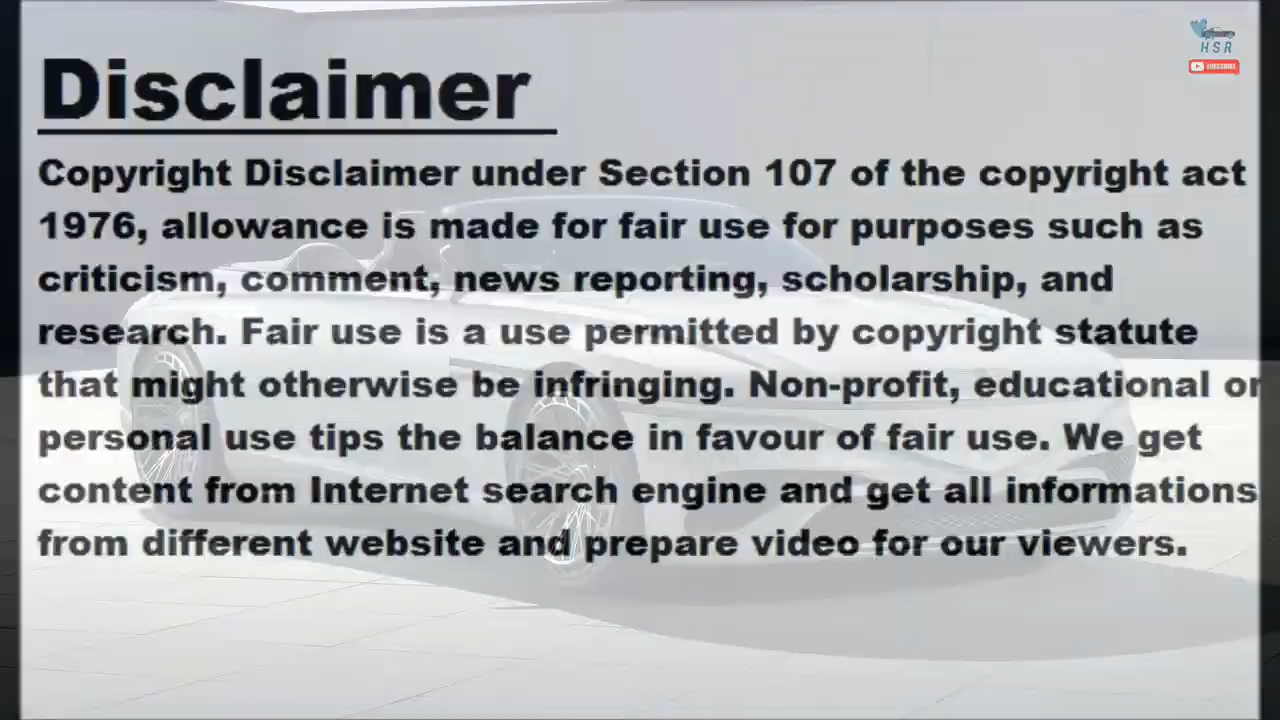 HSR
SUBSCRIBE
Disclaimer
Copyright Disclaimer under Section 107 of the copyright act
1976, allowance is made for fair use for purposes such as
criticism, comment, news reporting, scholarship, and
research. Fair use is a use permitted by copyright statute
that might otherwise be infringing. Non-profit, educational or
personal use tips the balance in favour of fair use. We get
content from Internet search engine and get all informations
from different website and prepare video for our viewers.